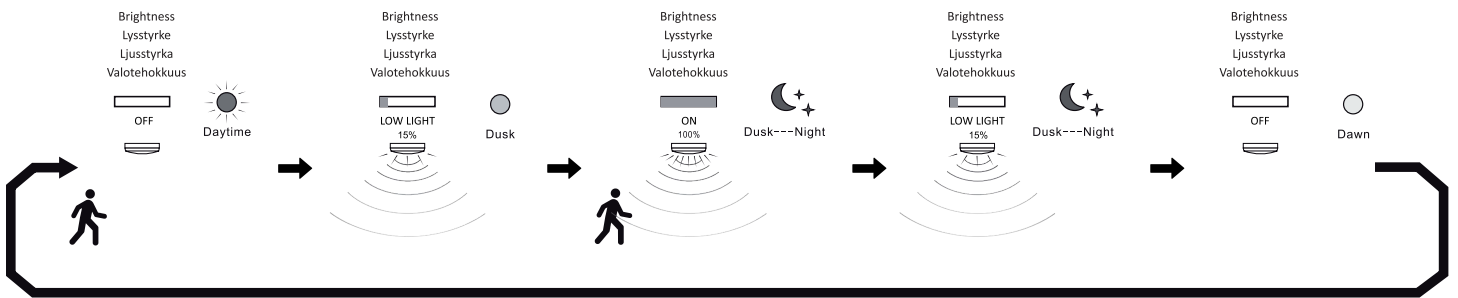 Brightness
Lysstyrke
Ljusstyrka
Valotehokkuus
OFF
Daytime
Brightness
Lysstyrke
Ljusstyrka
Valotehokkuus
LOW LIGHT
15%
Dusk
Brightness
Lysstyrke
Ljusstyrka
Valotehokkuus
ON
100%
Dusk---Night
Brightness
Lysstyrke
Ljusstyrka
Valotehokkuus
LOW LIGHT
15%
Dusk---Night
Brightness
Lysstyrke
Ljusstyrka
Valotehokkuus
OFF
Dawn